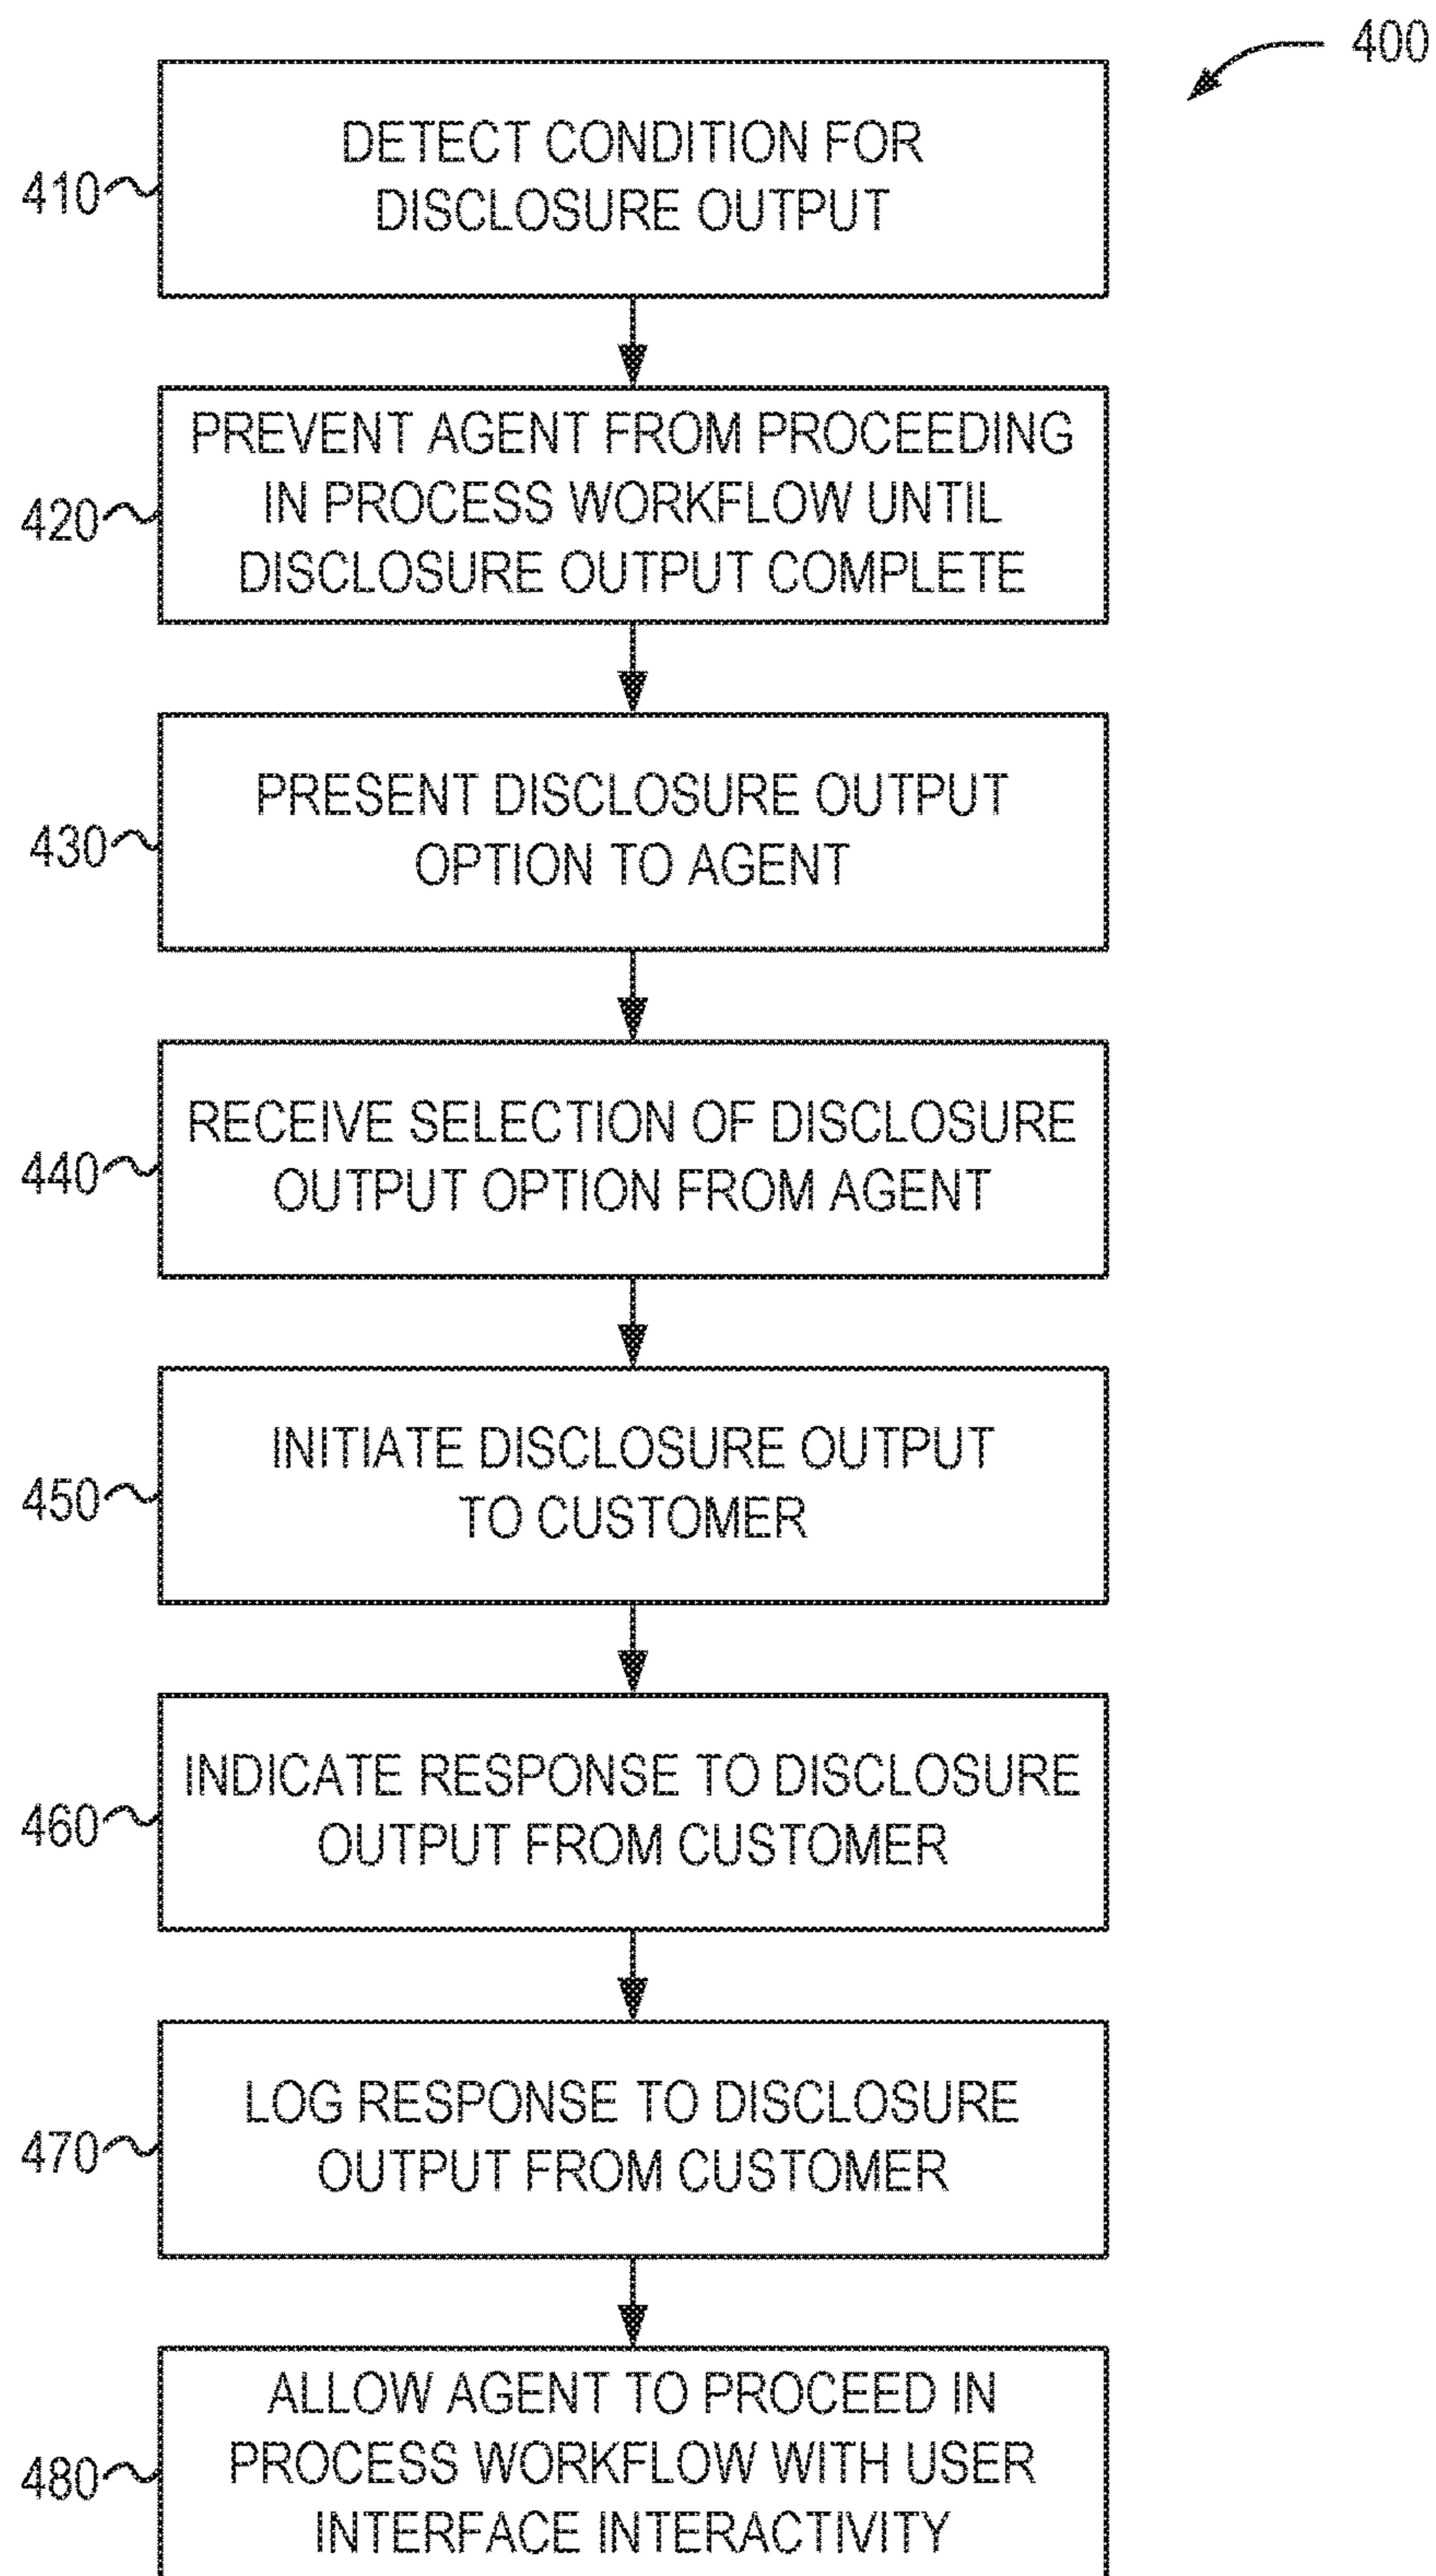 400
DETECT CONDITION FOR
DISCLOSURE OUTPUT
410
PREVENT AGENT FROM PROCEEDING
IN PROCESS WORKFLOW UNTIL
DISCLOSURE OUTPUT COMPLETE
420
PRESENT DISCLOSURE OUTPUT
OPTION TO AGENT
430
RECEIVE SELECTION OF DISCLOSURE
OUTPUT OPTION FROM AGENT
440
INITIATE DISCLOSURE OUTPUT
TO CUSTOMER
450
INDICATE RESPONSE TO DISCLOSURE
OUTPUT FROM CUSTOMER
460
LOG RESPONSE TO DISCLOSURE
OUTPUT FROM CUSTOMER
470
ALLOW AGENT TO PROCEED IN
PROCESS WORKFLOW WITH USER
INTERFACE INTERACTIVITY
480